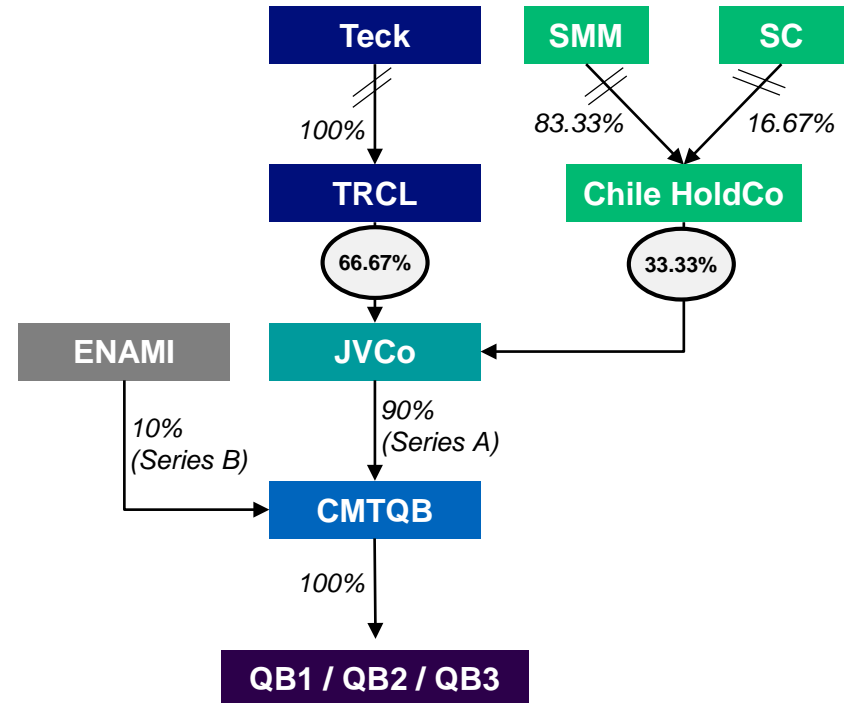 Teck
SMM
SC
100%
83.33%
16.67%
TRCL
Chile HoldCo
66.67%
33.33%
ENAMI
JVCo
10%
(Series B)
90%
(Series A)
CMTQB
100%
QB1 / QB2 / QB3